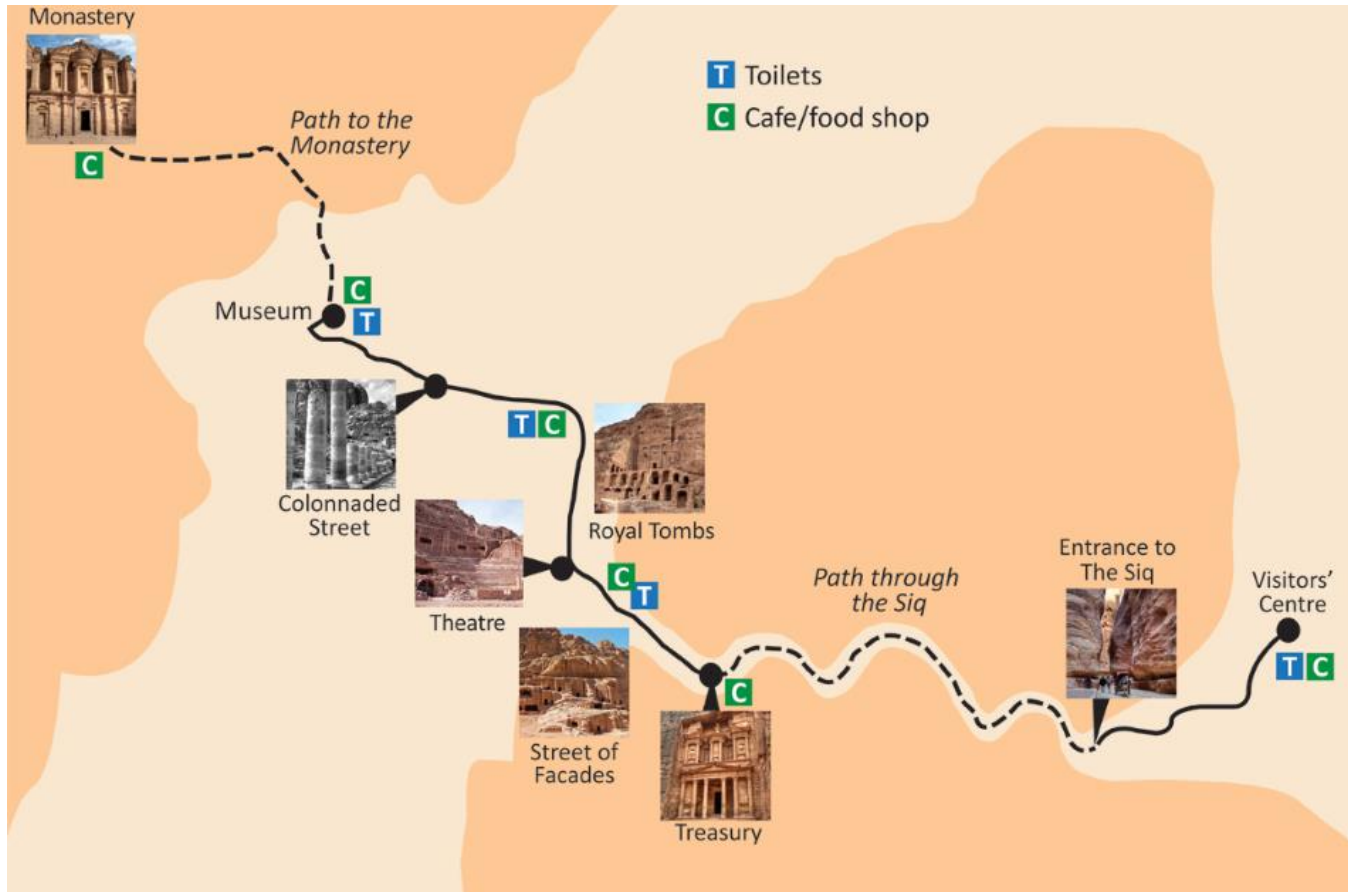 Monastery
T Toilets
C Cafe/food shop
Path to the
Monastery
C
C
Museum
T
T C
Colonnaded
Street
Royal Tombs
Entrance to
The Siq
Path through
the Siq
Visitors'
Centre
C
T
Theatre
T C
C
Street of
Facades
Treasury